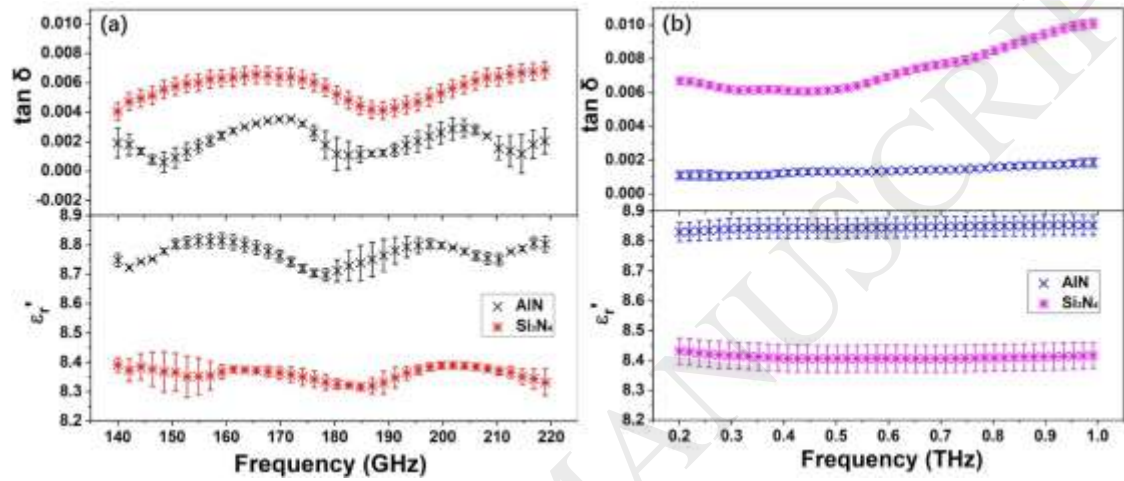 (a)
0.010
0.008
0.006
0.004
0.002
0.000
-0.002
tan δ
8.9
8.8
8.7
8.6
8.5
8.4
8.3
8.2
εr'
AlN
Si₃N₄
140 150 160 170 180 190 200 210 220
Frequency (GHz)
(b)
0.010
0.008
0.006
0.004
0.002
0.000
tan δ
8.9
8.8
8.7
8.6
8.5
8.4
8.3
8.2
εr'
AlN
Si₃N₄
0.2 0.3 0.4 0.5 0.6 0.7 0.8 0.9 1.0
Frequency (THz)
MANUSCRIP